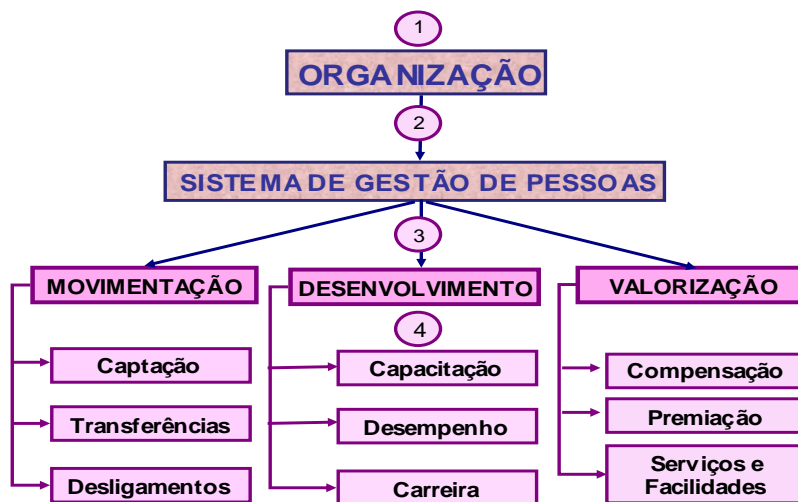 1
ORGANIZAÇÃO
2
SISTEMA DE GESTÃO DE PESSOAS
3
MOVIMENTAÇÃO
DESENVOLVIMENTO
VALORIZAÇÃO
4
Captação
Capacitação
Compensação
Transferências
Desempenho
Premiação
Desligamentos
Carreira
Serviços e
Facilidades